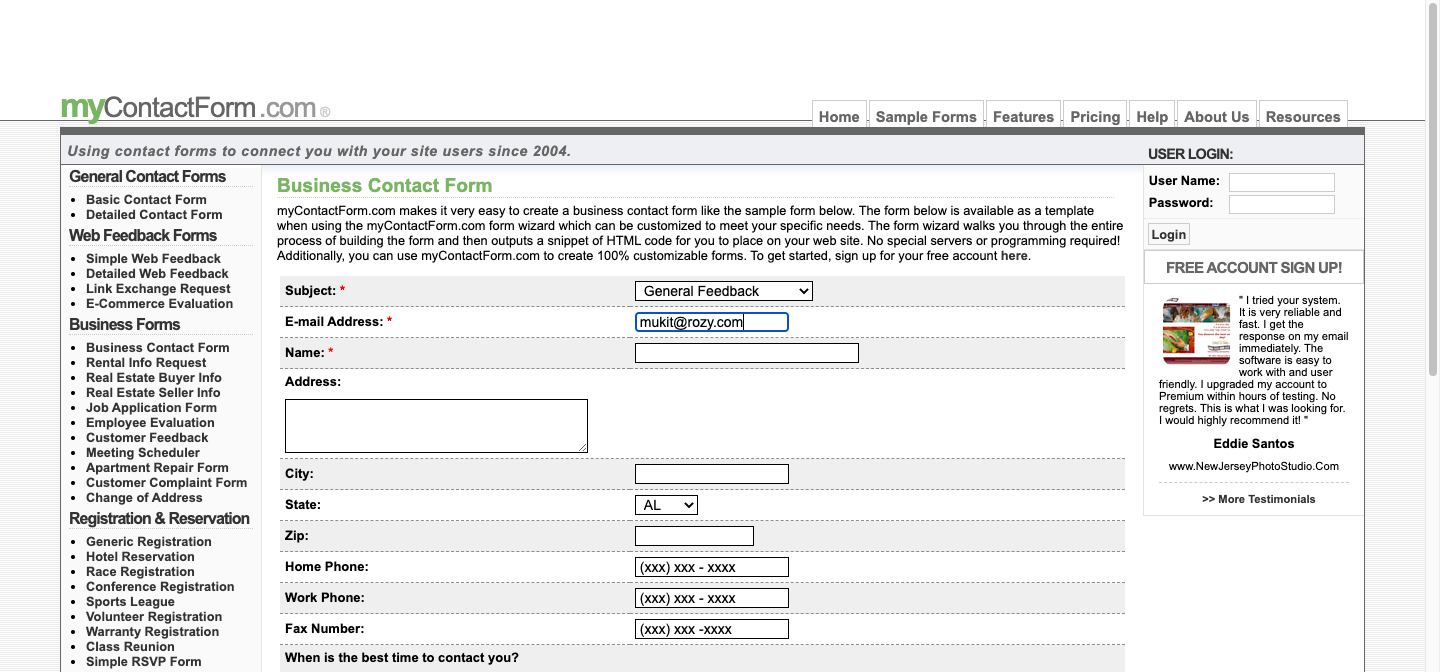 myContactForm.com ®
Home
Sample Forms
Features
Pricing
Help
About Us
Resources
Using contact forms to connect you with your site users since 2004.
General Contact Forms
Basic Contact Form
Detailed Contact Form
Web Feedback Forms
Simple Web Feedback
Detailed Web Feedback
Link Exchange Request
E-Commerce Evaluation
Business Forms
Business Contact Form
Rental Info Request
Real Estate Buyer Info
Real Estate Seller Info
Job Application Form
Employee Evaluation
Customer Feedback
Meeting Scheduler
Apartment Repair Form
Customer Complaint Form
Change of Address
Registration & Reservation
Generic Registration
Hotel Reservation
Race Registration
Conference Registration
Sports League
Volunteer Registration
Warranty Registration
Class Reunion
Simple RSVP Form
Business Contact Form
myContactForm.com makes it very easy to create a business contact form like the sample form below. The form below is available as a template
when using the myContactForm.com form wizard which can be customized to meet your specific needs. The form wizard walks you through the entire
process of building the form and then outputs a snippet of HTML code for you to place on your web site. No special servers or programming required!
Additionally, you can use myContactForm.com to create 100% customizable forms. To get started, sign up for your free account here.
Subject: * General Feedback
E-mail Address: * mukit@rozy.com
Name: *
Address:
City:
State: AL
Zip:
Home Phone: (xxx) xxx - xxxx
Work Phone: (xxx) xxx - xxxx
Fax Number: (xxx) xxx -xxxx
When is the best time to contact you?
USER LOGIN:
User Name:
Password:
Login
FREE ACCOUNT SIGN UP!
" I tried your system.
It is very reliable and
fast. I get the
response on my email
immediately. The
software is easy to
work with and user
friendly. I upgraded my account to
Premium within hours of testing. No
regrets. This is what I was looking for.
I would highly recommend it! "
Eddie Santos
www.NewJerseyPhotoStudio.Com
>> More Testimonials